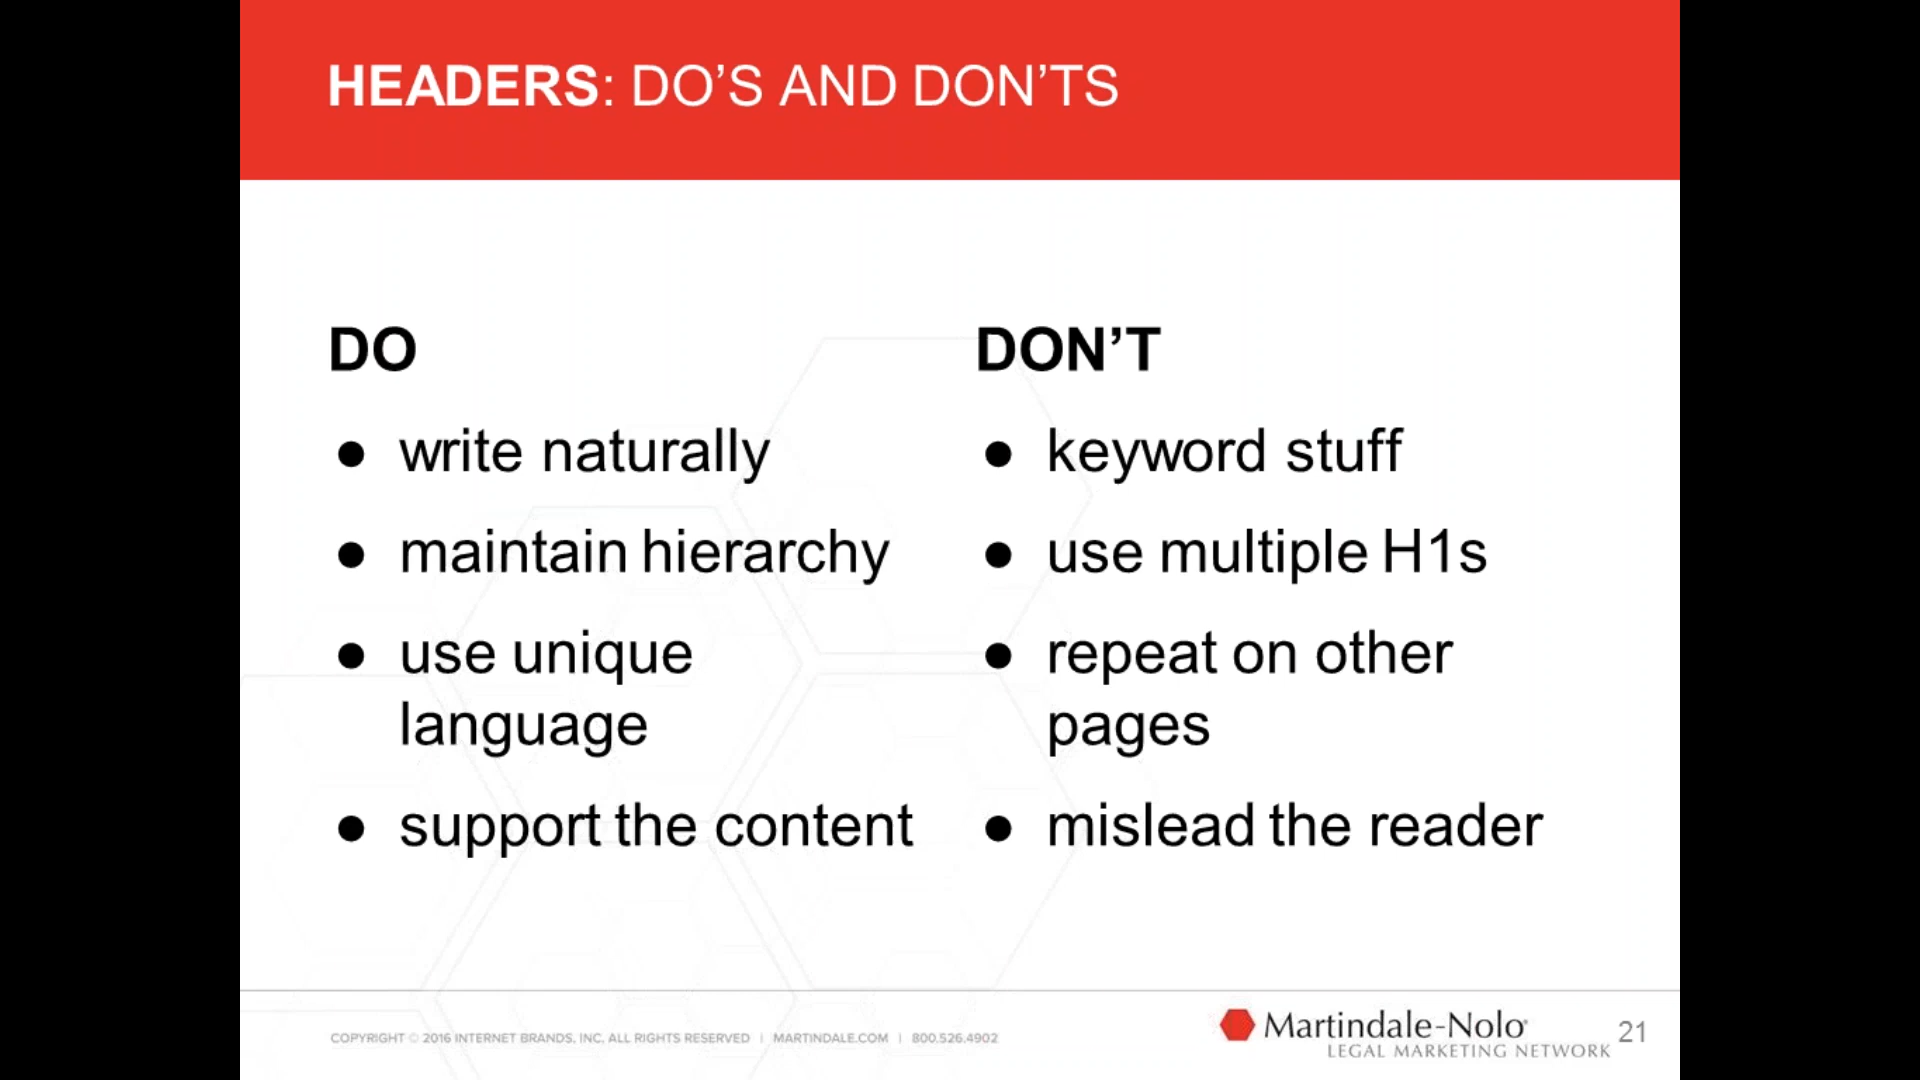 HEADERS: DO’S AND DON’TS
DO
● write naturally
● maintain hierarchy
● use unique
language
● support the content
DON’T
● keyword stuff
● use multiple H1s
● repeat on other
pages
● mislead the reader
COPYRIGHT © 2016 INTERNET BRANDS, INC. ALL RIGHTS RESERVED | MARTINDALE.COM | 800.526.4902
Martindale-Nolo®
LEGAL MARKETING NETWORK
21